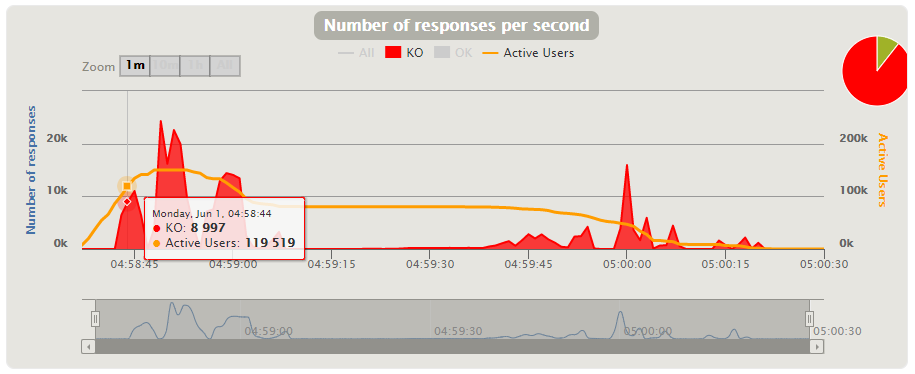 Number of responses per second
All KO OK Active Users
Zoom 1m 10m 1h All
Number of responses
Active Users
20k
10k
0k
200k
100k
0k
Monday, Jun 1, 04:58:44
KO: 8 997
Active Users: 119 519
04:58:45 04:59:00 04:59:15 04:59:30 04:59:45 05:00:00 05:00:15 05:00:30
04:59:00 04:59:30 05:00:00 05:00:30